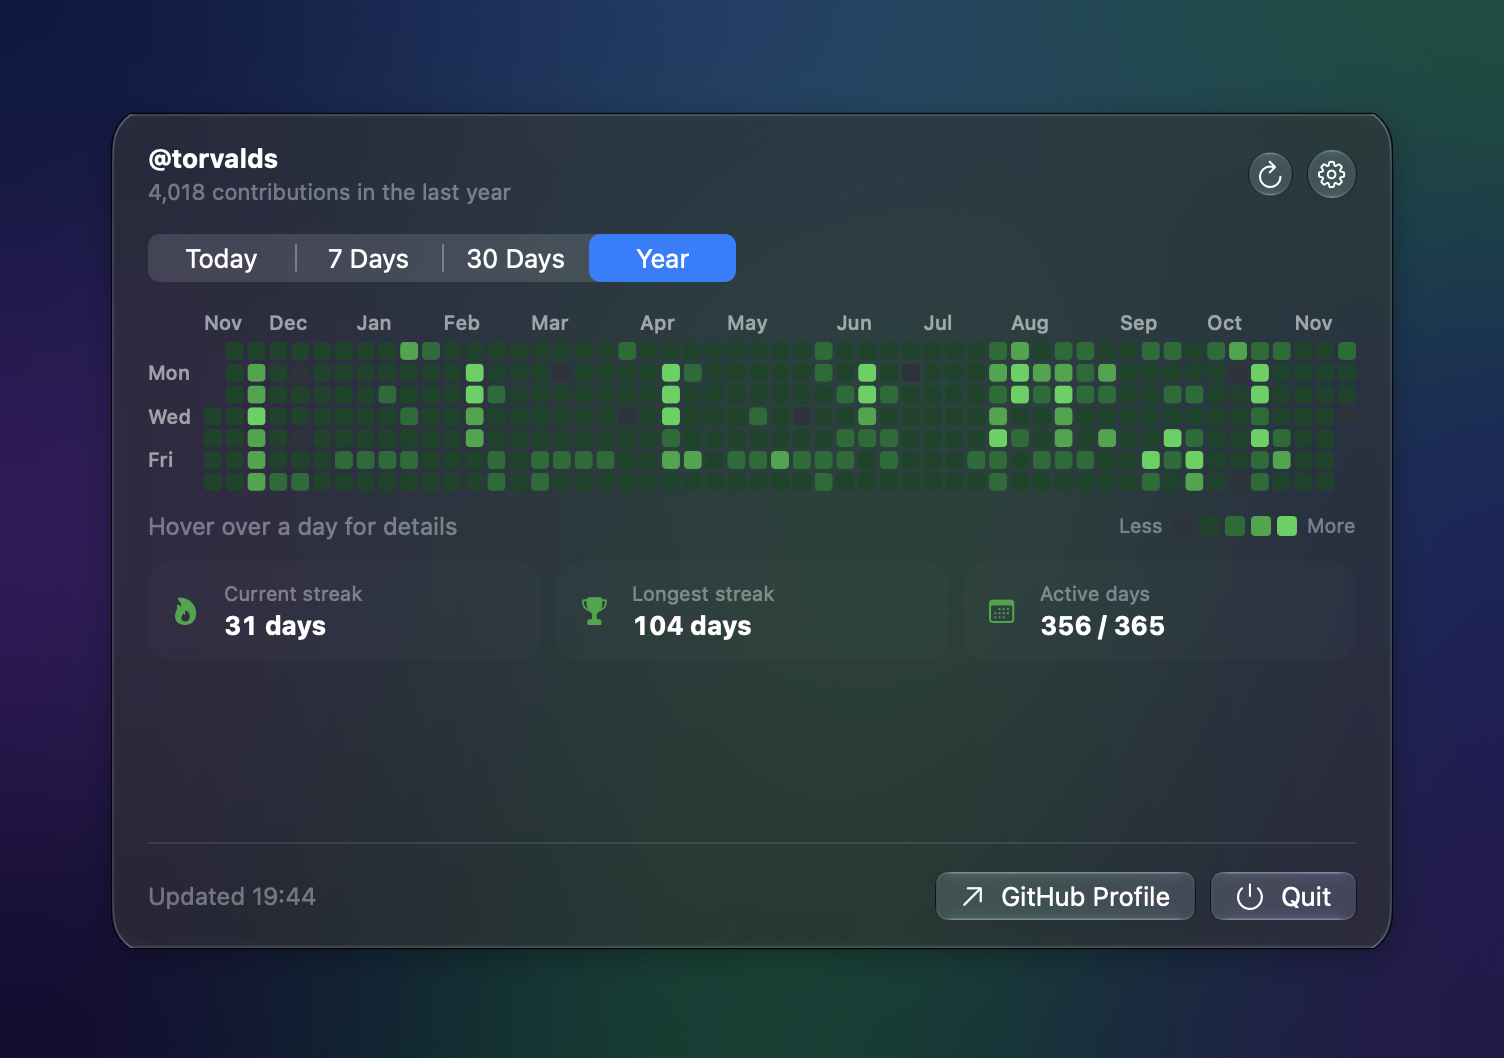 @torvalds
4,018 contributions in the last year
Today 7 Days 30 Days Year
Nov Dec Jan Feb Mar Apr May Jun Jul Aug Sep Oct Nov
Mon
Wed
Fri
Hover over a day for details
Less More
Current streak
31 days
Longest streak
104 days
Active days
356 / 365
Updated 19:44
GitHub Profile
Quit